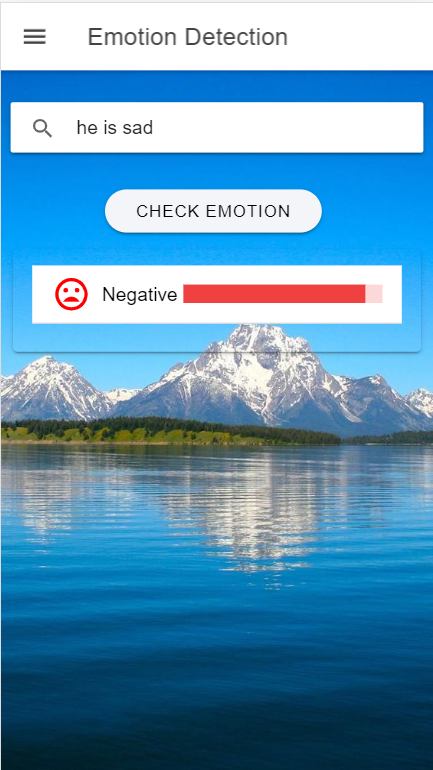 Emotion Detection
he is sad
CHECK EMOTION
Negative